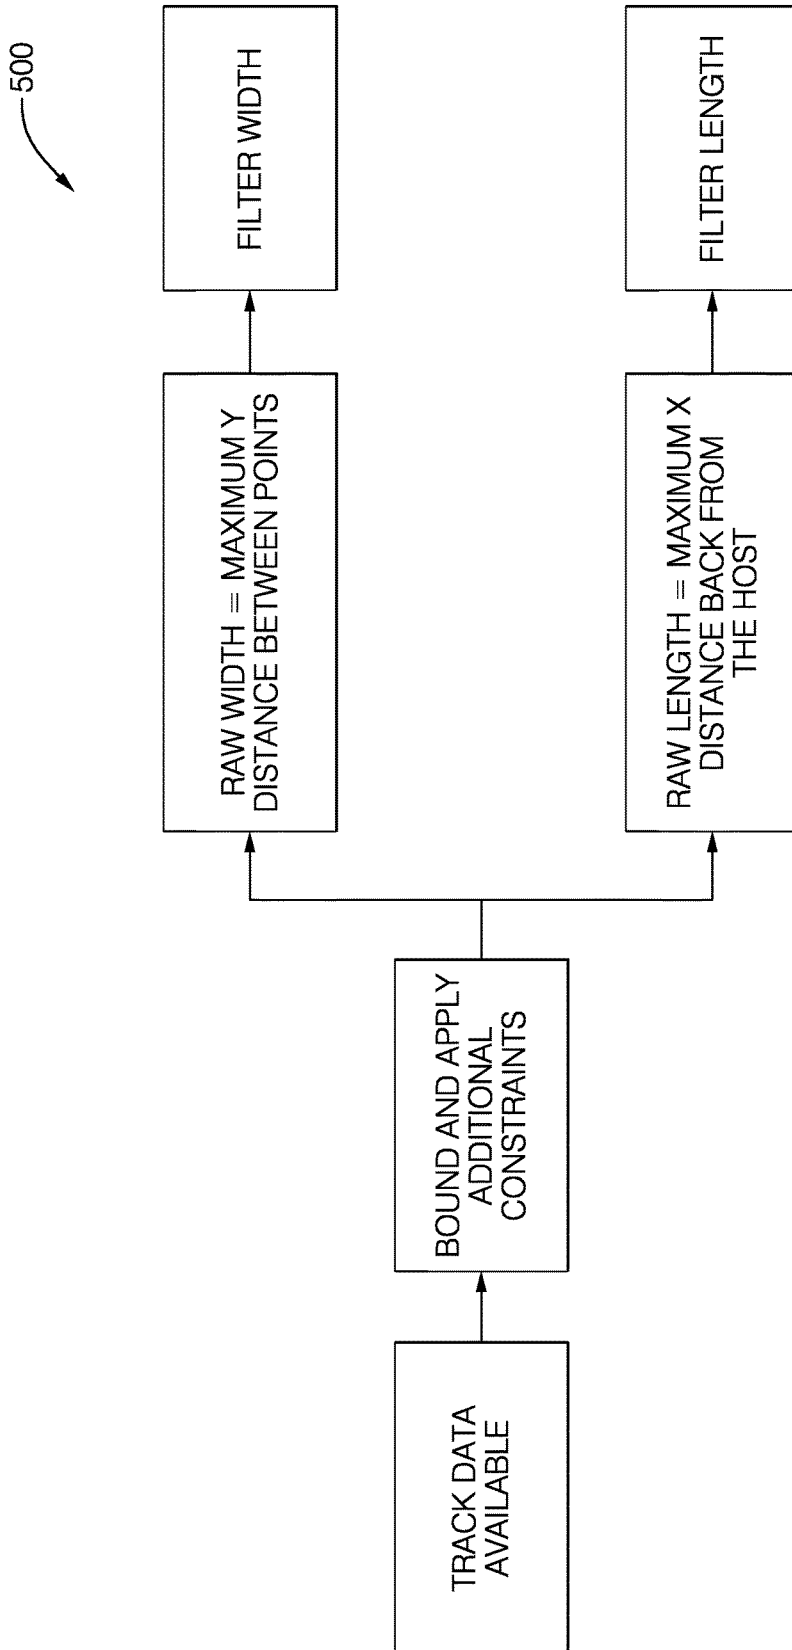 500
TRACK DATA
AVAILABLE
BOUND AND APPLY
ADDITIONAL
CONSTRAINTS
RAW WIDTH = MAXIMUM Y
DISTANCE BETWEEN POINTS
FILTER WIDTH
RAW LENGTH = MAXIMUM X
DISTANCE BACK FROM
THE HOST
FILTER LENGTH